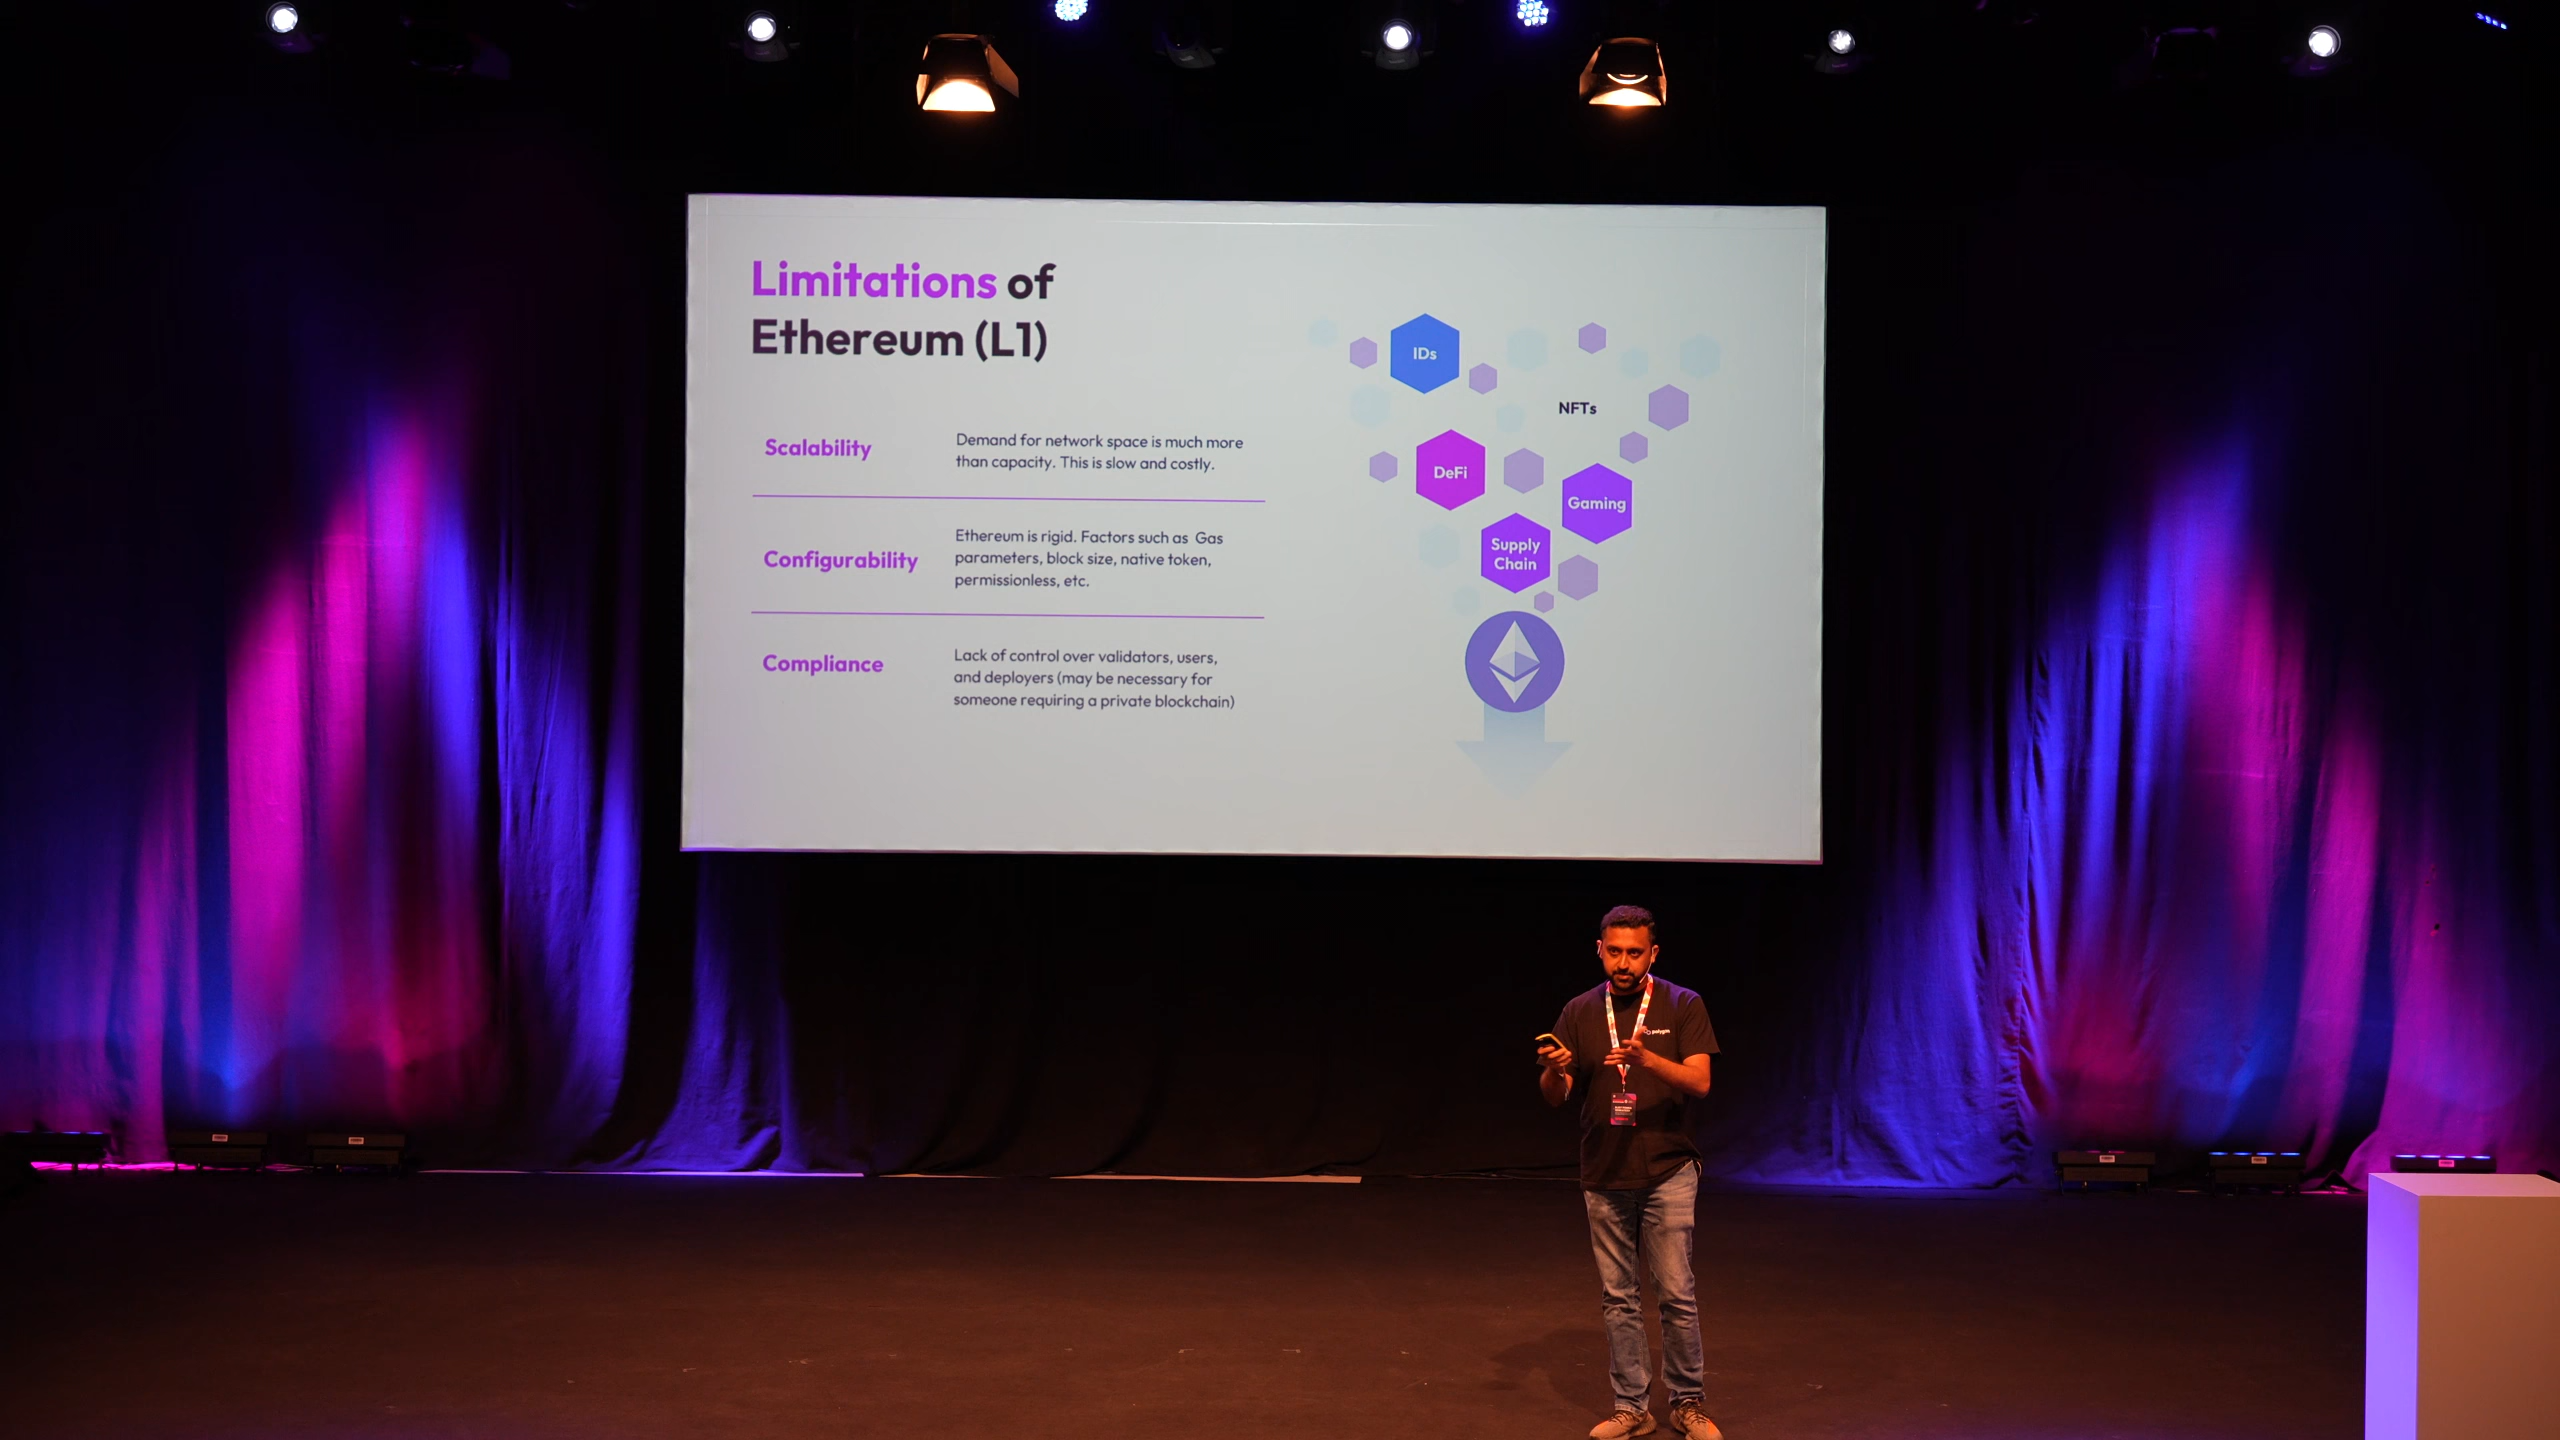 Limitations of
Ethereum (L1)
Scalability
Demand for network space is much more
than capacity. This is slow and costly.
Configurability
Ethereum is rigid. Factors such as Gas
parameters, block size, native token,
permissionless, etc.
Compliance
Lack of control over validators, users,
and deployers (may be necessary for
someone requiring a private blockchain)
IDs
NFTs
DeFi
Gaming
Supply
Chain
polygon